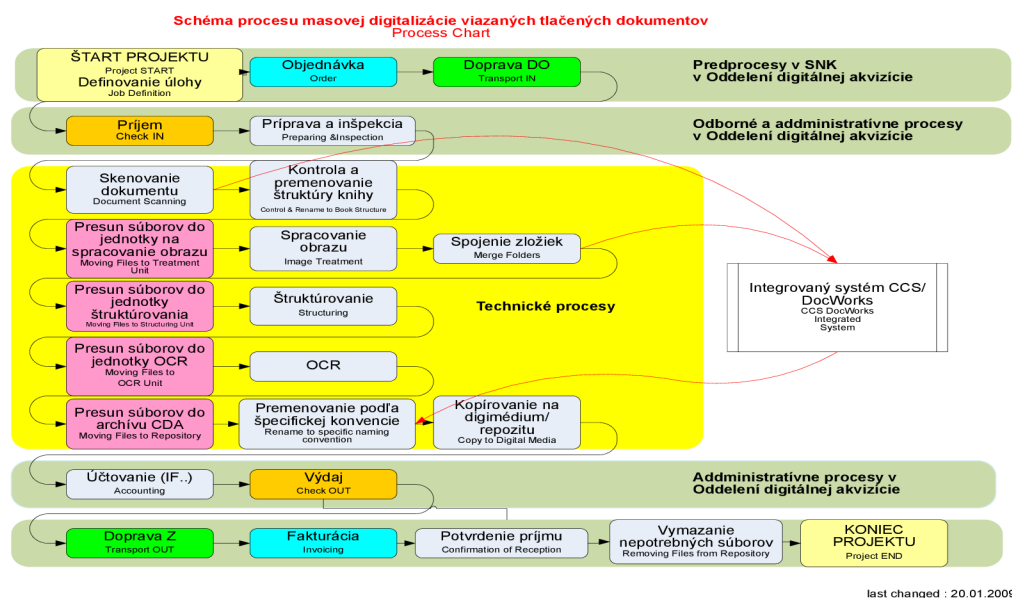 Schéma procesu masovej digitalizácie viazaných tlačených dokumentov
Process Chart
ŠTART PROJEKTU
Project START
Definovanie úlohy
Job Definition
Objednávka
Order
Doprava DO
Transport IN
Predprocesy v SNK
v Oddelení digitálnej akvizície
Príjem
Check IN
Príprava a inšpekcia
Preparing &Inspection
Odborné a addministratívne procesy
v Oddelení digitálnej akvizície
Skenovanie
dokumentu
Document Scanning
Kontrola a
premenovanie
štruktúry knihy
Control & Rename to Book Structure
Presun súborov do
jednotky na
spracovanie obrazu
Moving Files to Treatment
Unit
Spracovanie
obrazu
Image Treatment
Spojenie zložiek
Merge Folders
Integrovaný systém CCS/
DocWorks
CCS DocWorks
Integrated
System
Presun súborov do
jednotky
štruktúrovania
Moving Files to Structuring Unit
Štruktúrovanie
Structuring
Technické procesy
Presun súborov do
jednotky OCR
Moving Files to
OCR Unit
OCR
Presun súborov do
archívu CDA
Moving Files to Repository
Premenovanie podľa
špecifickej konvencie
Rename to specific naming
convention
Kopírovanie na
digimédium/
repozitu
Copy to Digital Media
Účtovanie (IF..)
Accounting
Výdaj
Check OUT
Addministratívne procesy v
Oddelení digitálnej akvizície
Doprava Z
Transport OUT
Fakturácia
Invoicing
Potvrdenie príjmu
Confirmation of Reception
Vymazanie
nepotrebných súborov
Removing Files from Repository
KONIEC
PROJEKTU
Project END
last changed : 20.01.2009